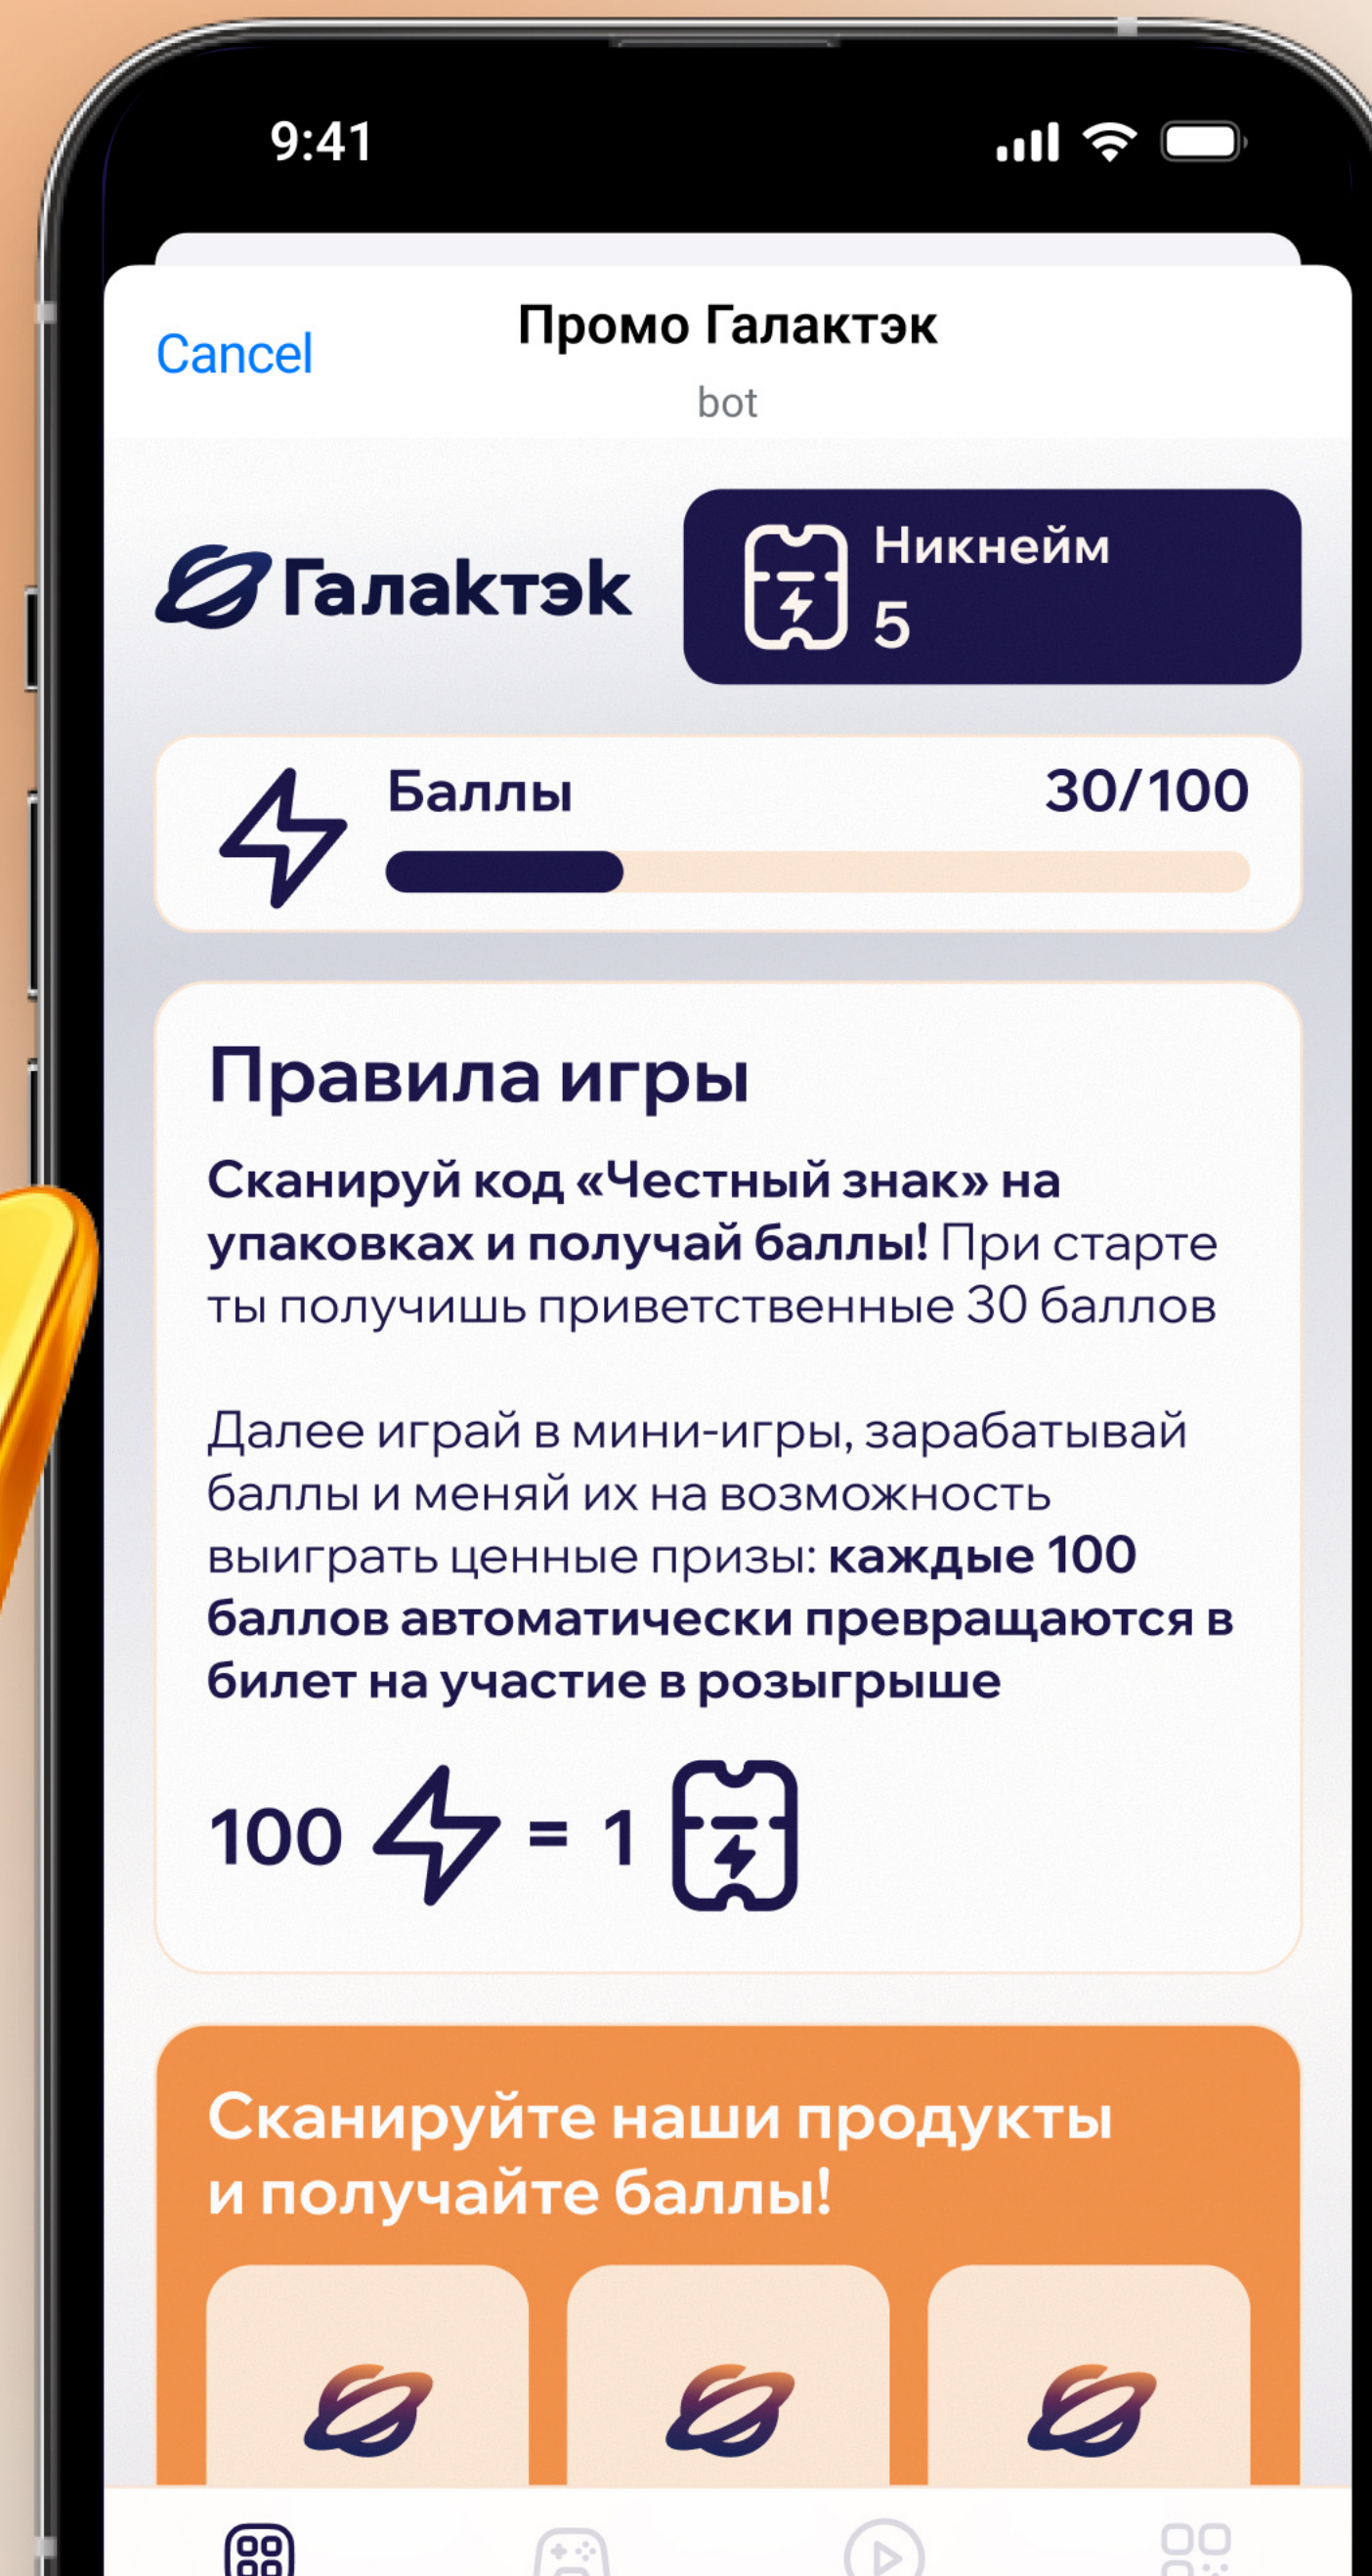 9:41
Cancel
Промо Галактэк
bot
Галактэк
Никнейм
5
Баллы
30/100
Правила игры
Сканируй код «Честный знак» на
упаковках и получай баллы! При старте
ты получишь приветственные 30 баллов
Далее играй в мини-игры, зарабатывай
баллы и меняй их на возможность
выиграть ценные призы: каждые 100
баллов автоматически превращаются в
билет на участие в розыгрыше
100 = 1
Сканируйте наши продукты
и получайте баллы!